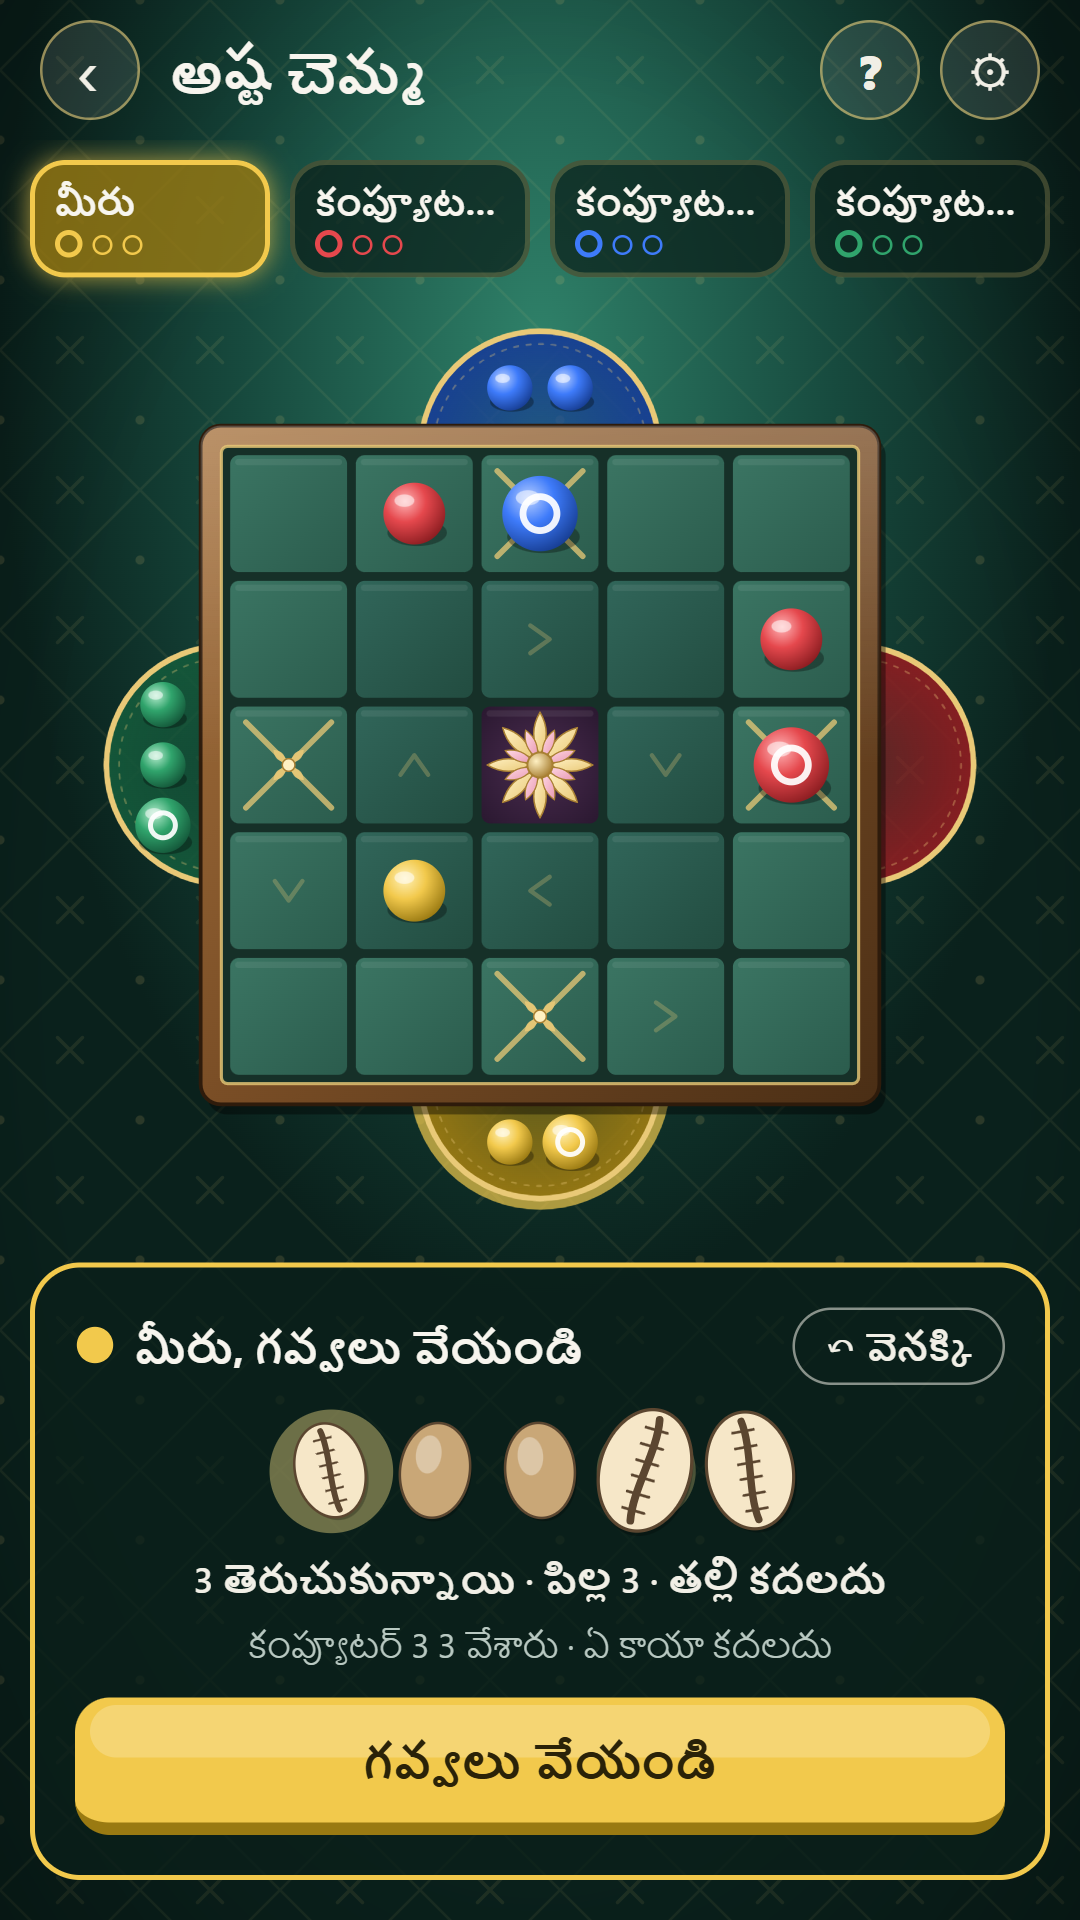 అష్ట చెమ్మ
?
మీరు
కంప్యూట...
కంప్యూట...
కంప్యూట...
మీరు, గవ్వలు వేయండి
వెనక్కి
3 తెరుచుకున్నాయి · పిల్ల 3 · తల్లి కదలదు
కంప్యూటర్ 3 3 వేశారు · ఏ కాయా కదలదు
గవ్వలు వేయండి